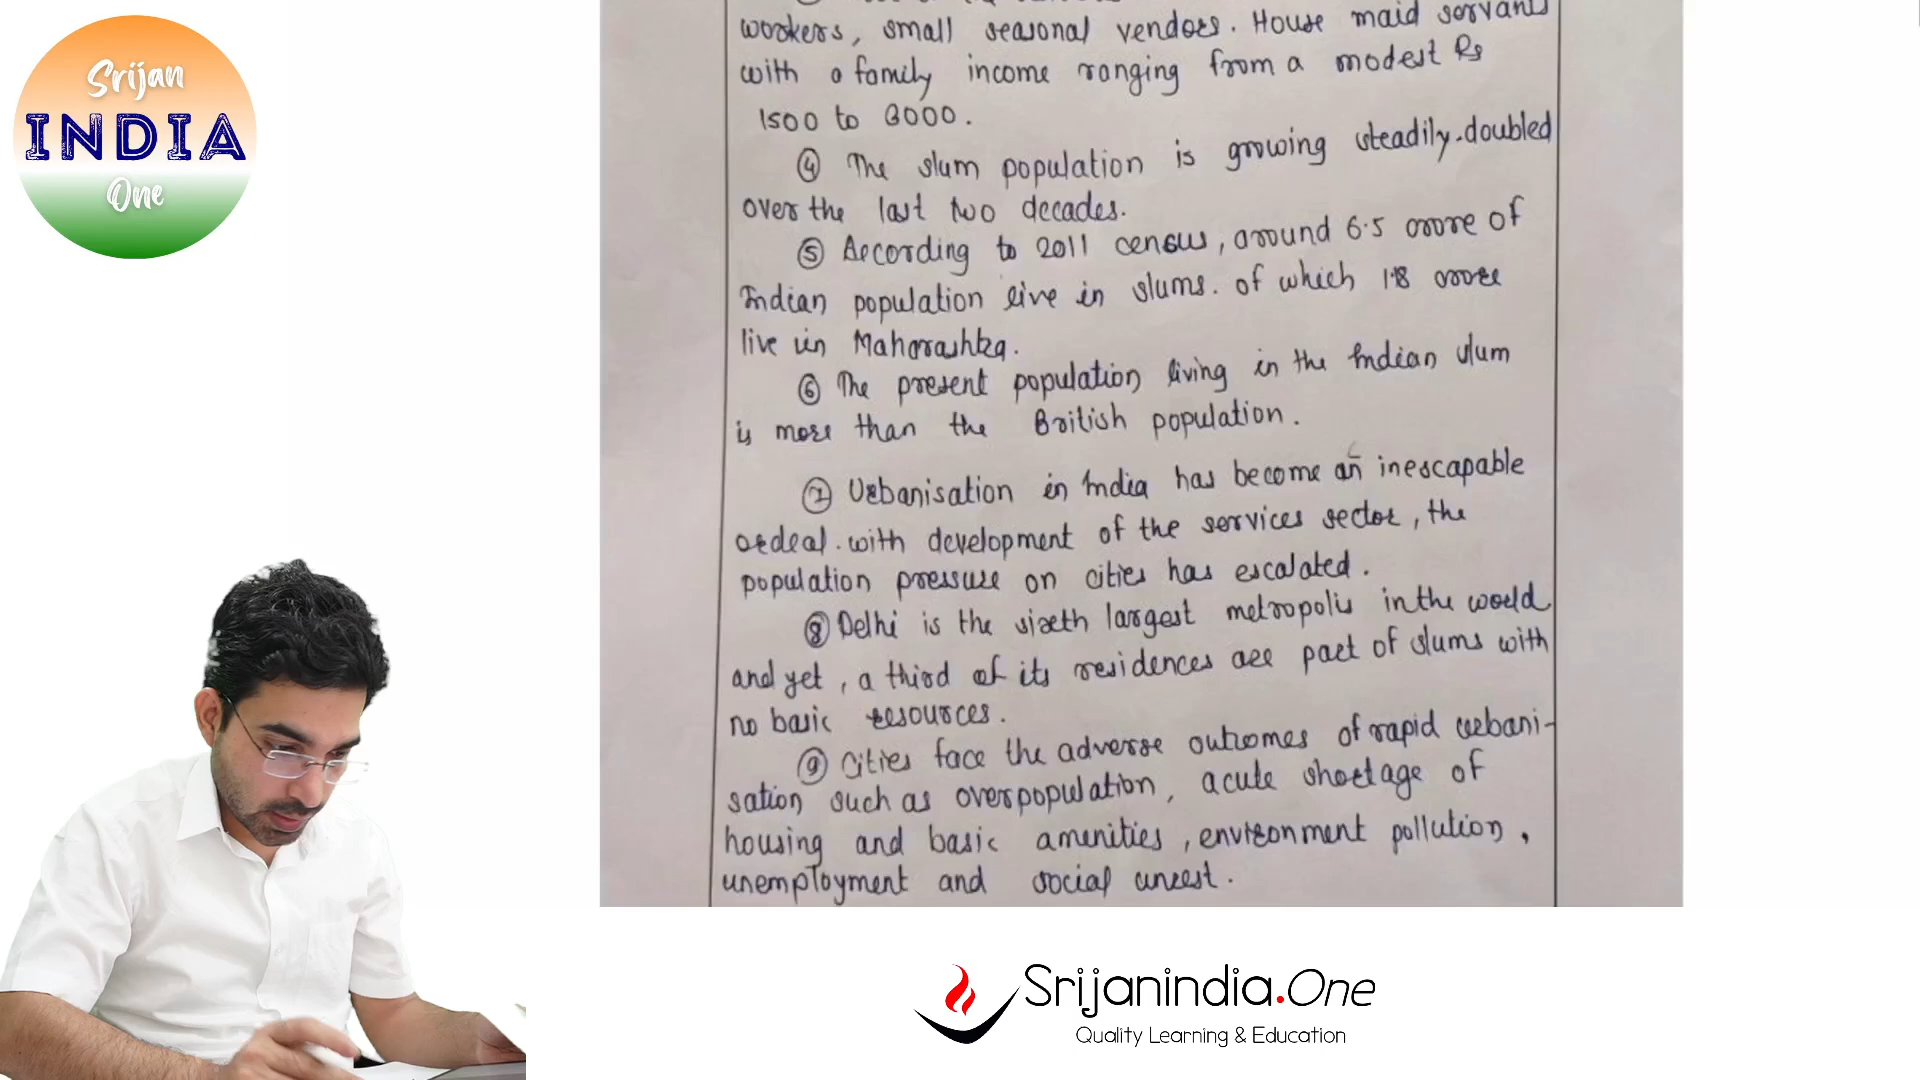 Srijan
INDIA
One
workers, small seasonal vendors. House maid servants
with a family income ranging from a modest Rs
1500 to 3000.
④ The slum population is growing steadily-doubled
over the last two decades.
⑤ According to 2011 census, around 6.5 crore of
Indian population live in slums. of which 1.8 crore
live in Maharashtra.
⑥ The present population living in the Indian slum
is more than the British population.
⑦ Urbanisation in India has become an inescapable
ordeal. with development of the services sector, the
population pressure on cities has escalated.
⑧ Delhi is the sixth largest metropolis in the world
and yet, a third of its residences are part of slums with
no basic resources.
⑨ Cities face the adverse outcomes of rapid urbani-
sation such as overpopulation, acute shortage of
housing and basic amenities, environment pollution,
unemployment and social unrest.
Srijanindia.One
Quality Learning & Education